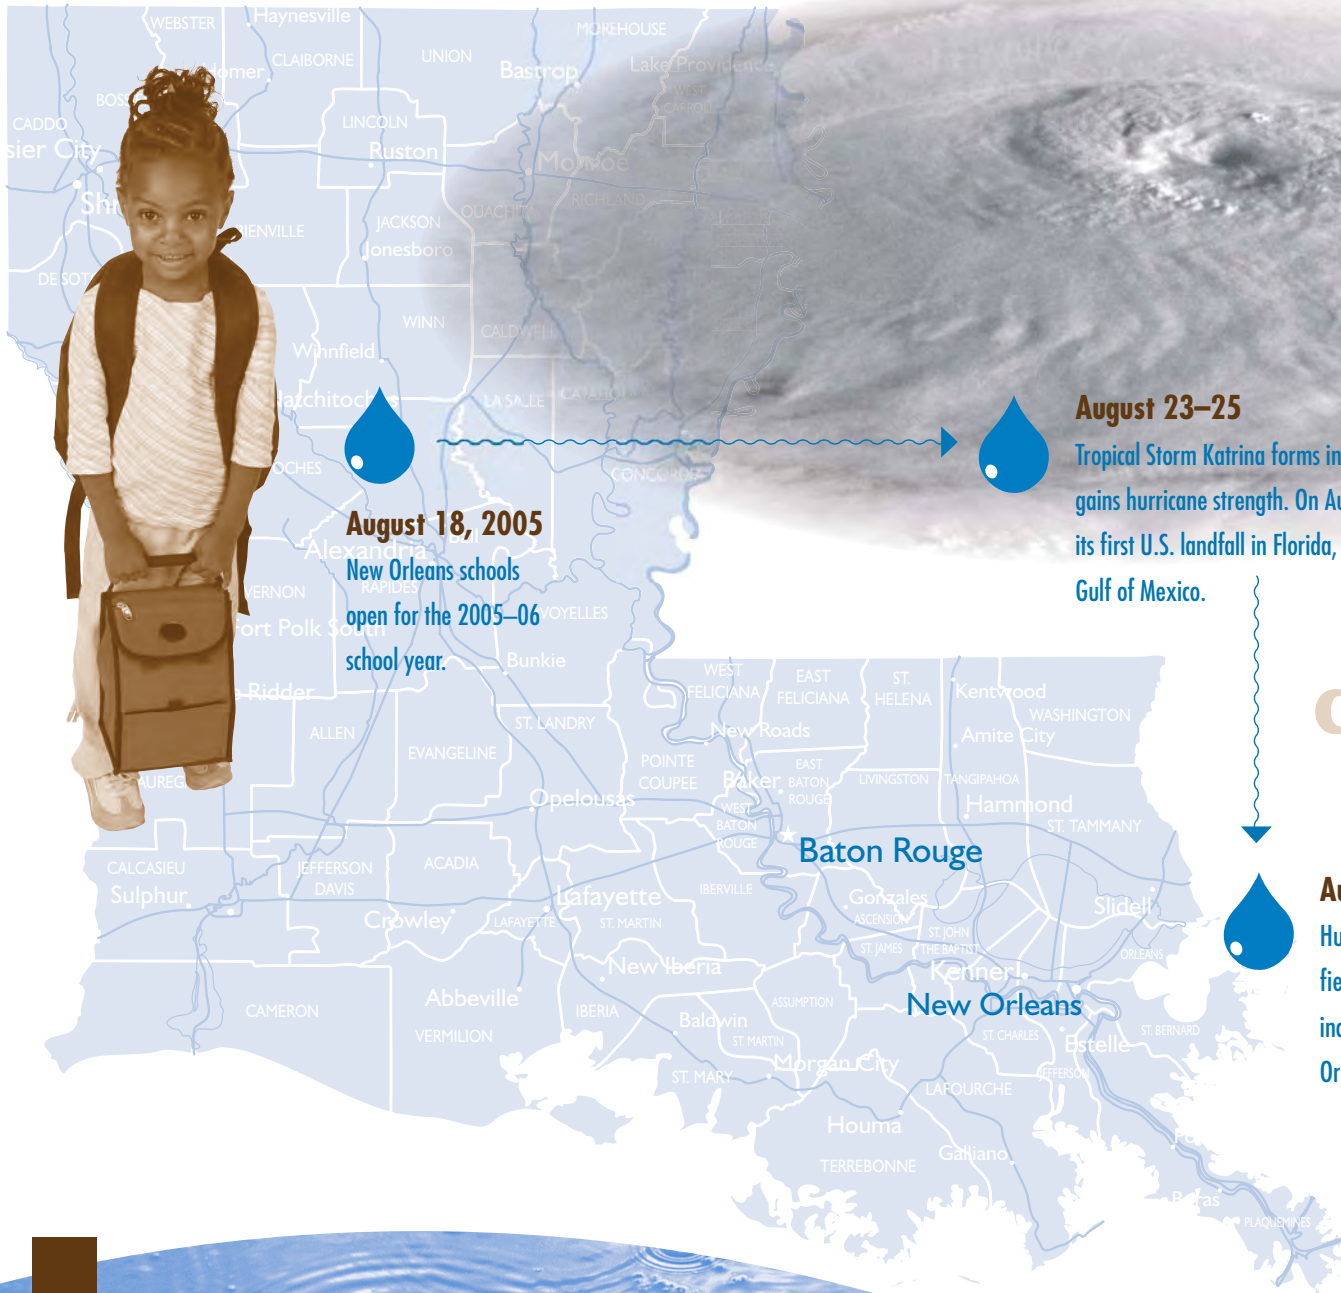 WEBSTER
Haynesville
CLAIBORNE
UNION
MOREHOUSE
Homer
Bastrop
Lake Providence
WEST
CADDO
LINCOLN
Ruston
Monroe
RICHLAND
JACKSON
Jonesboro
WINN
CALDWELL
Winnfield
LA SALLE
CONCORDIA
August 18, 2005
New Orleans schools
open for the 2005–06
school year.
August 23–25
Tropical Storm Katrina forms in
gains hurricane strength. On
its first U.S. landfall in Florida,
Gulf of Mexico.
Alexandria
Ball
RAPIDES
Bunkie
ALLEN
EVANGELINE
ST. LANDRY
Opelousas
POINTE
COUPEE
WEST
FELICIANA
EAST
FELICIANA
ST.
HELENA
Kentwood
WASHINGTON
New Roads
Amite City
Baker
EAST
BATON
ROUGE
LIVINGSTON
TANGIPAHOA
Hammond
ST. TAMMANY
WEST
BATON
ROUGE
Baton Rouge
CALCASIEU
Sulphur
JEFFERSON
DAVIS
ACADIA
Crowley
LAFAYETTE
Lafayette
ST. MARTIN
IBERVILLE
Gonzales
ASCENSION
Slidell
ST. JAMES
ST. JOHN
THE BAPTIST
ORLEANS
New Iberia
Kenner
New Orleans
CAMERON
Abbeville
VERMILION
IBERIA
Baldwin
ST. MARTIN
ASSUMPTION
ST. CHARLES
Estelle
ST. BERNARD
ST. MARY
Morgan City
LAFOURCHE
JEFFERSON
Houma
TERREBONNE
Galliano
Buras
PLAQUEMINES